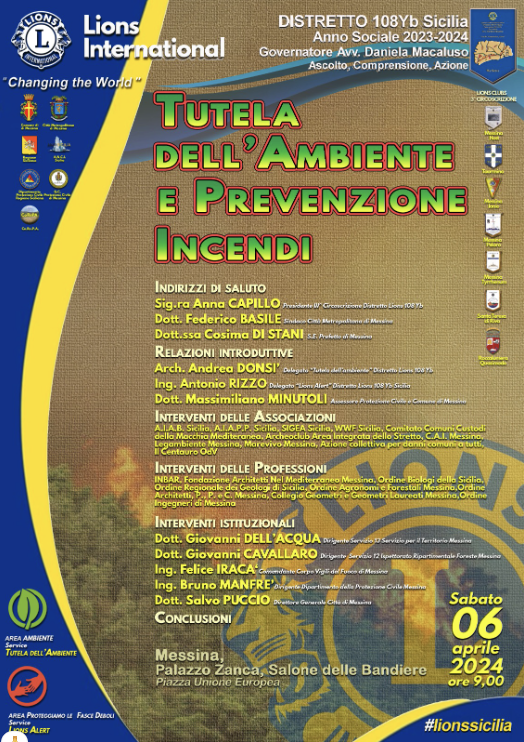 LIONS
L
INTERNATIONAL
Lions
International
DISTRETTO 108Yb Sicilia
Anno Sociale 2023-2024
Governatore Avv. Daniela Macaluso
Ascolto, Comprensione, Azione
"Changing the World"
LIONS CLUBS
3ª CIRCOSCRIZIONE
Messina
Taormina
Messina
Messina
Messina
Tutela
dell'Ambiente
e Prevenzione
Incendi
Indirizzi di saluto
Sig.ra Anna CAPILLO Presidente III° Circoscrizione Distretto Lions 108 Yb
Dott. Federico BASILE Sindaco Città Metropolitana di Messina
Dott.ssa Cosima DI STANI S.E. Prefetto di Messina
Relazioni introduttive
Arch. Andrea DONSI' Delegato "Tutela dell'ambiente" Distretto Lions 108 Yb
Ing. Antonio RIZZO Delegato "Lions Alert" Distretto Lions 108 Yb Sicilia
Dott. Massimiliano MINUTOLI Assessore Protezione Civile e Comune di Messina
Interventi delle Associazioni
A.I.A.B. Sicilia, A.I.A.P.P. Sicilia, SIGEA Sicilia, WWF Sicilia, Comitato Comuni Custodi
della Macchia Mediteranea, Archeoclub Area Integrata dello Stretto, C.A.I. Messina,
Legambiente Messina, Marevivo Messina, Azione collettiva per danni comuni a tutti,
Il Centauro OdV
Interventi delle Professioni
INBAR, Fondazione Architetti Nel Mediterranea Messina, Ordine Biologi della Sicilia,
Ordine Regionale dei Geologi di Sicilia, Ordine Agronomi e Forestali Messina,Ordine
Architetti, P., P. e C. Messina, Collegio Geometri e Geometri Laureati Messina,Ordine
Ingegneri di Messina
Interventi istituzionali
Dott. Giovanni DELL'ACQUA Dirigente Servizio 13 Servizio per il Territorio Messina
Dott. Giovanni CAVALLARO Dirigente Servizio 12 Ispettorato Ripartimentale Foreste Messina
Ing. Felice IRACA' Comandante Corpo Vigili del Fuoco di Messina
Ing. Bruno MANFRE' Dirigente Dipartimento della Protezione Civile Messina
Dott. Salvo PUCCIO Direttore Generale Città di Messina
Conclusioni
Messina,
Palazzo Zanca, Salone delle Bandiere
Piazza Unione Europea
Sabato
06
aprile
2024
ore 9,00
AREA AMBIENTE
Service
Tutela dell'Ambiente
AREA Proteggiamo le Fasce Deboli
Service
Lions Alert
LIONS
#lionssicilia